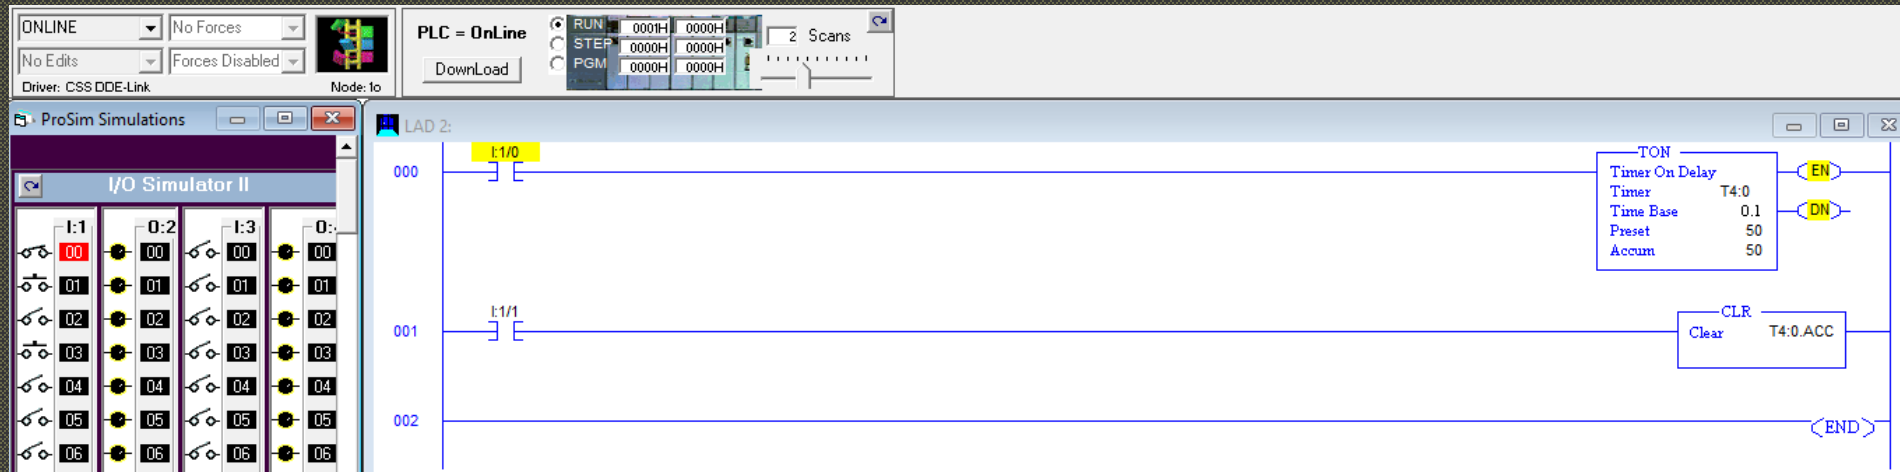 ONLINE
No Forces
No Edits
Forces Disabled
Driver: CSS DDE-Link
Node: 1o
PLC = OnLine
DownLoad
RUN
STEP
PGM
0001H 0000H
0000H 0000H
0000H 0000H
2 Scans
ProSim Simulations
I/O Simulator II
I:1 O:2 I:3 O:
00 00 00 00
01 01 01 01
02 02 02 02
03 03 03 03
04 04 04 04
05 05 05 05
06 06 06 06
LAD 2:
000
I:1/0
TON
Timer On Delay
Timer T4:0
Time Base 0.1
Preset 50
Accum 50
EN
DN
001
I:1/1
CLR
Clear T4:0.ACC
002
END